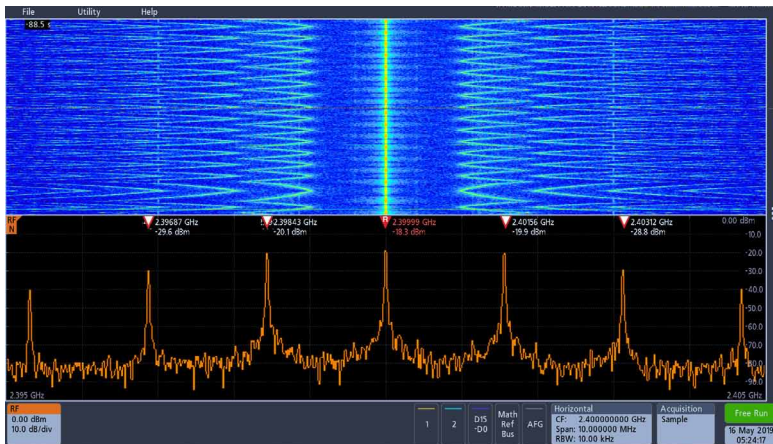 File Utility Help
-88.5 s
RF
N
2.39687 GHz
-29.6 dBm
2.39843 GHz
-20.1 dBm
R
2.39999 GHz
-18.3 dBm
2.40156 GHz
-19.9 dBm
2.40312 GHz
-28.8 dBm
0.00 dBm
-10.0
-20.0
-30.0
-40.0
-50.0
-60.0
-70.0
-80.0
-90.0
2.395 GHz
2.405 GHz
RF
0.00 dBm
10.0 dB/div
1
2
D15
-D0
Math
Ref
Bus
AFG
Horizontal
CF: 2.400000000 GHz
Span: 10.000000 MHz
RBW: 10.00 kHz
Acquisition
Sample
Free Run
16 May 2019
05:24:17